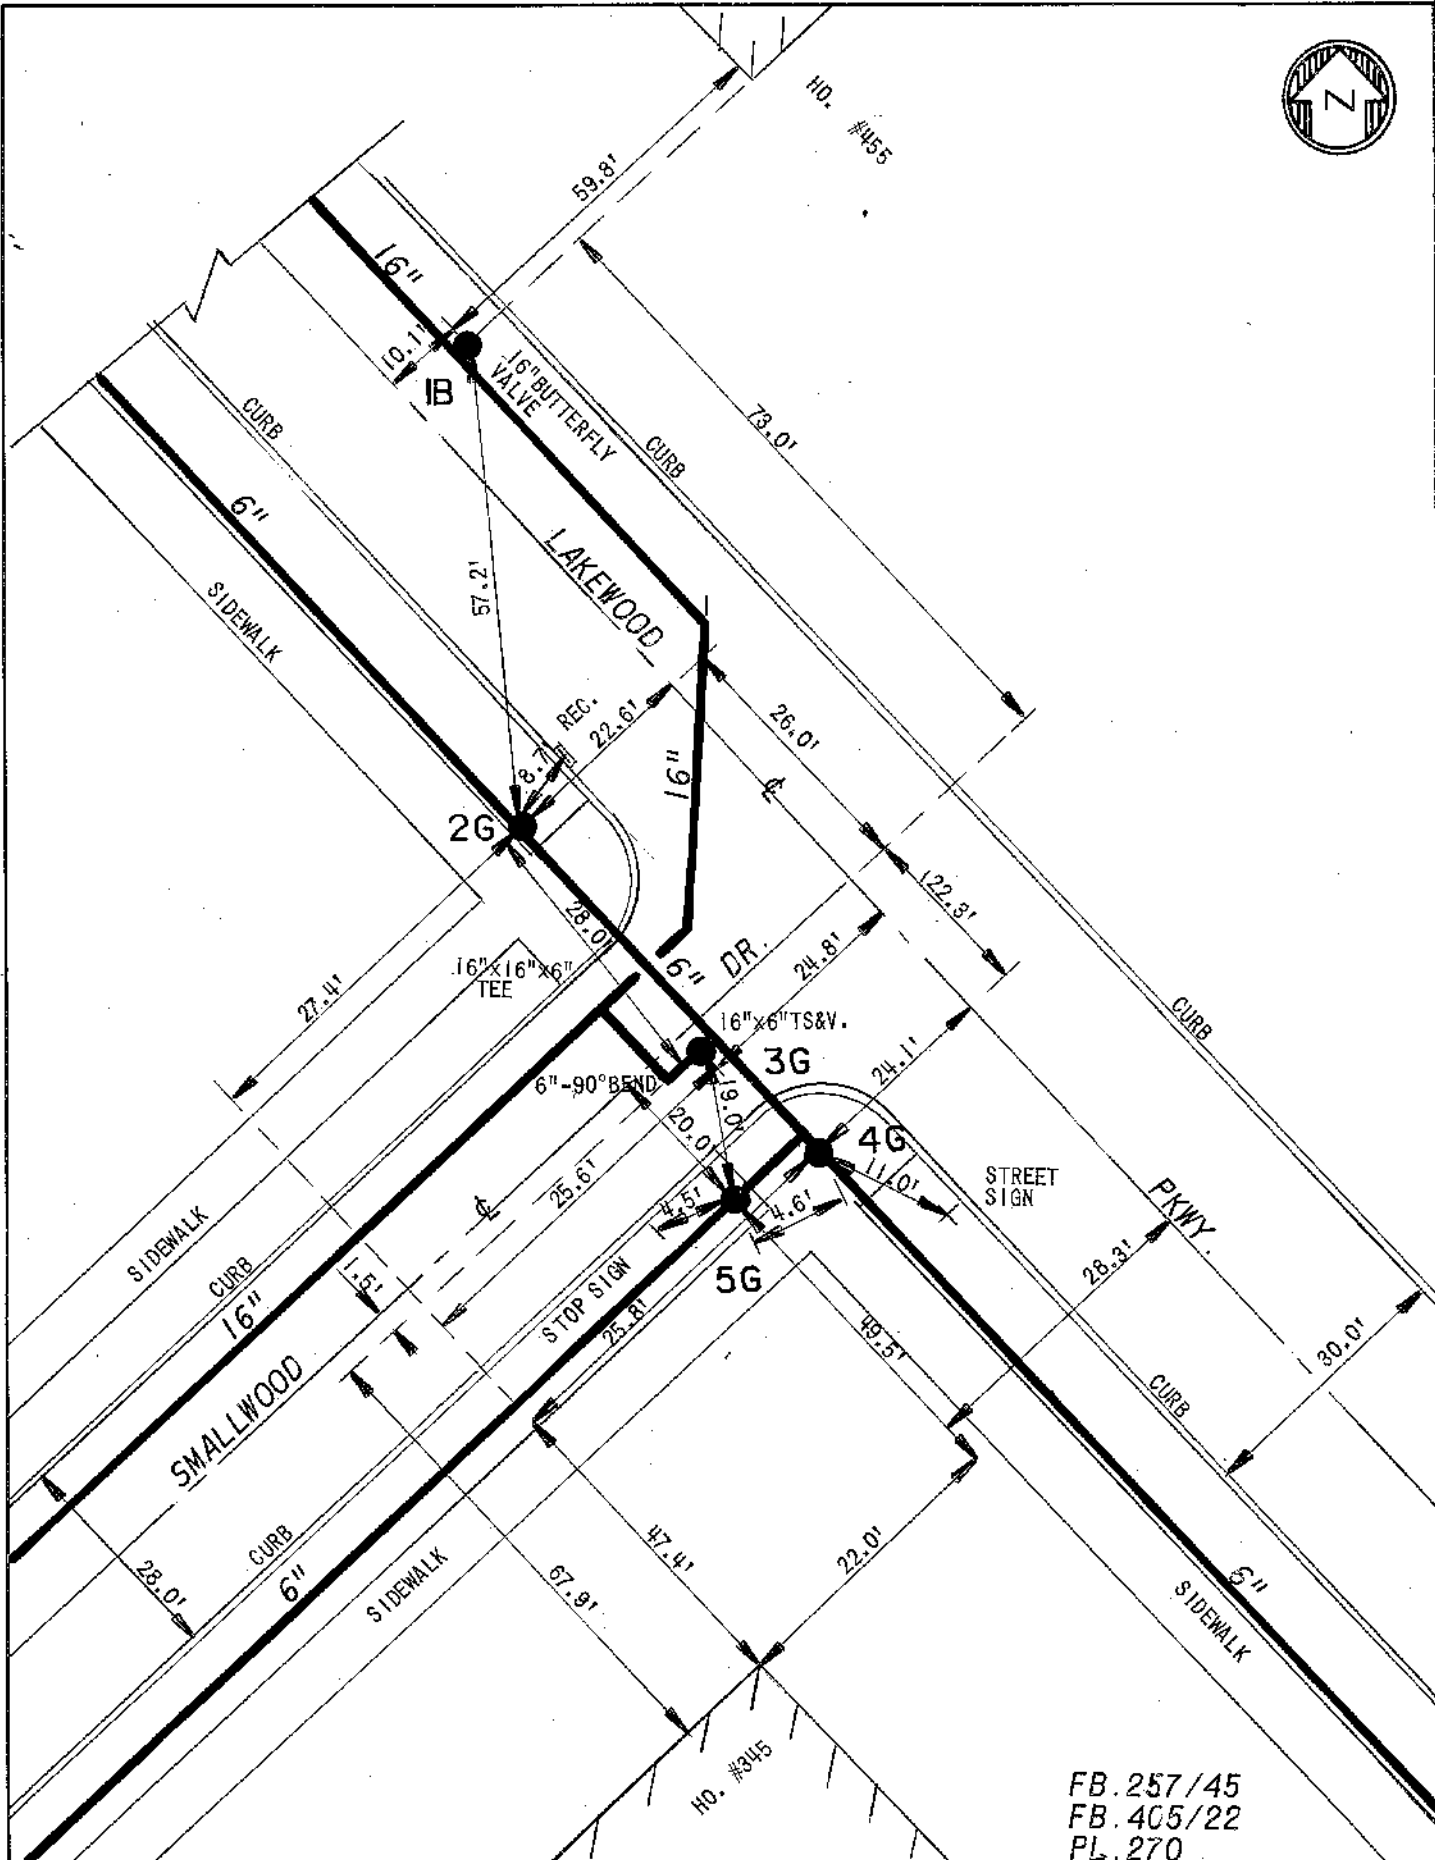 N
HO. #455
59.8'
16"
10.1'
1B
16"BUTTERFLY
VALVE
CURB
CURB
73.0'
6"
LAKEWOOD
57.2'
SIDEWALK
REC.
22.6'
26.0'
8.7'
16"
℄
2G
122.3'
28.0'
6"
DR.
24.8'
16"x16"x6"
TEE
27.4'
CURB
16"x6"TS&V.
3G
24.1'
6"-90°BEND
19.0'
20.0'
4G
11.0'
STREET
SIGN
PKWY.
25.6'
℄
4.5'
4.6'
28.3'
SIDEWALK
CURB
5G
16"
1.5'
STOP SIGN
25.8'
49.5'
30.0'
SMALLWOOD
CURB
CURB
28.0'
6"
SIDEWALK
47.4'
67.9'
22.0'
6"
SIDEWALK
HO. #345
FB.257/45
FB.405/22
PL.270